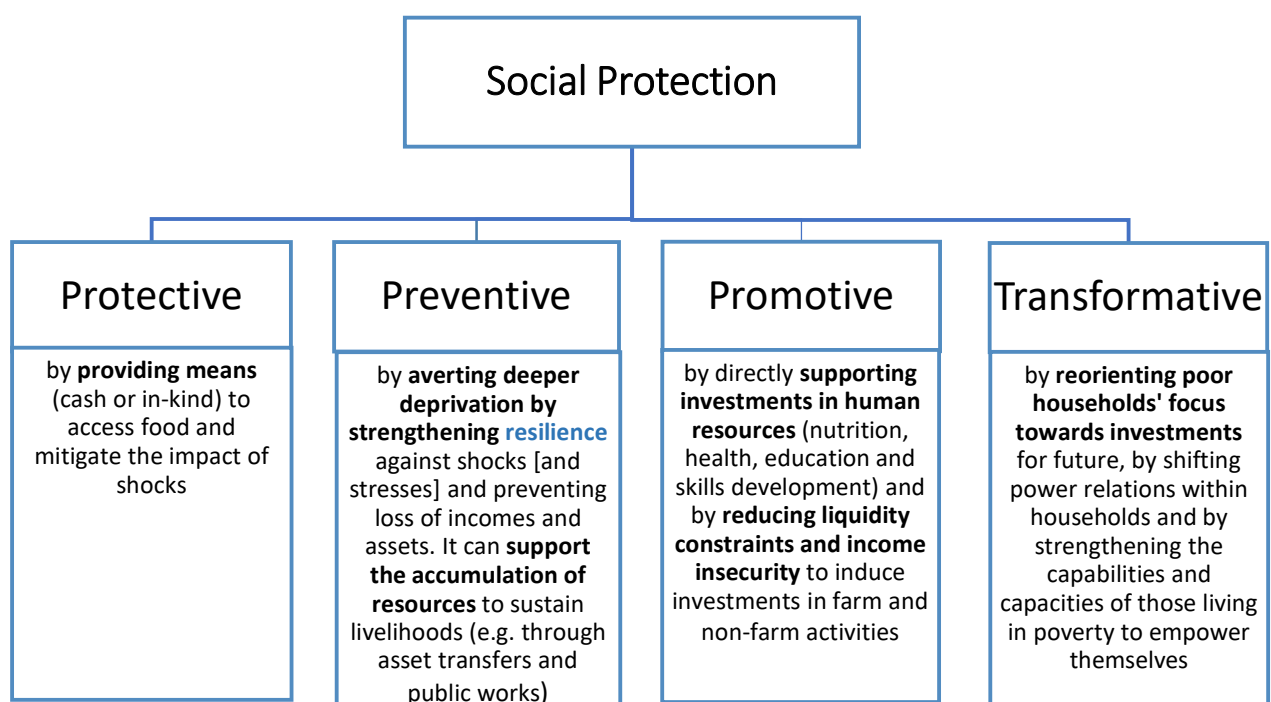 Social Protection
Protective
by providing means
(cash or in-kind) to
access food and
mitigate the impact of
shocks
Preventive
by averting deeper
deprivation by
strengthening resilience
against shocks [and
stresses] and preventing
loss of incomes and
assets. It can support
the accumulation of
resources to sustain
livelihoods (e.g. through
asset transfers and
public works)
Promotive
by directly supporting
investments in human
resources (nutrition,
health, education and
skills development) and
by reducing liquidity
constraints and income
insecurity to induce
investments in farm and
non-farm activities
Transformative
by reorienting poor
households' focus
towards investments
for future, by shifting
power relations within
households and by
strengthening the
capabilities and
capacities of those living
in poverty to empower
themselves